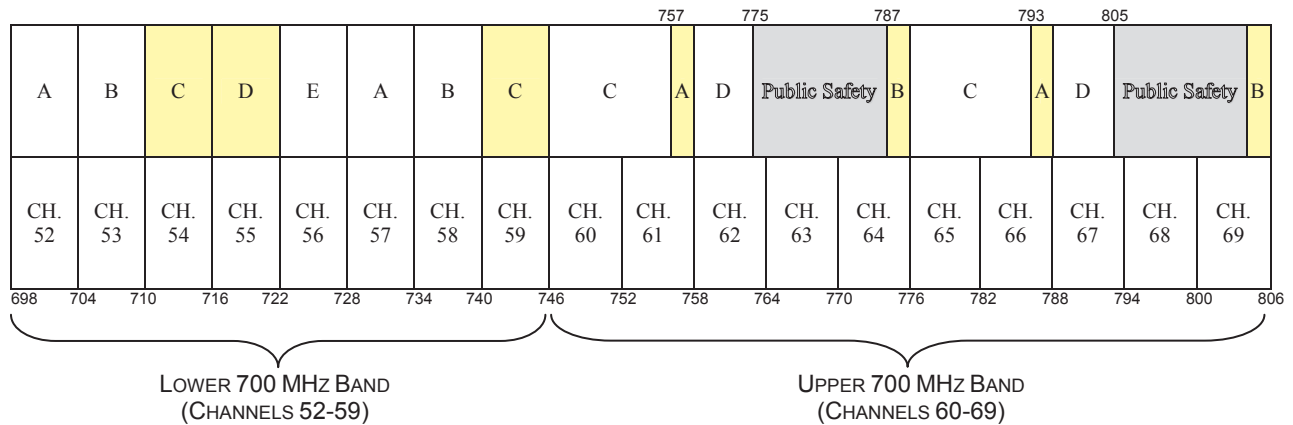 757 775 787 793 805
A B C D E A B C C A D Public Safety B C A D Public Safety B
CH. CH. CH. CH. CH. CH. CH. CH. CH. CH. CH. CH. CH. CH. CH. CH. CH. CH.
52 53 54 55 56 57 58 59 60 61 62 63 64 65 66 67 68 69
698 704 710 716 722 728 734 740 746 752 758 764 770 776 782 788 794 800 806
LOWER 700 MHZ BAND UPPER 700 MHZ BAND
(CHANNELS 52-59) (CHANNELS 60-69)